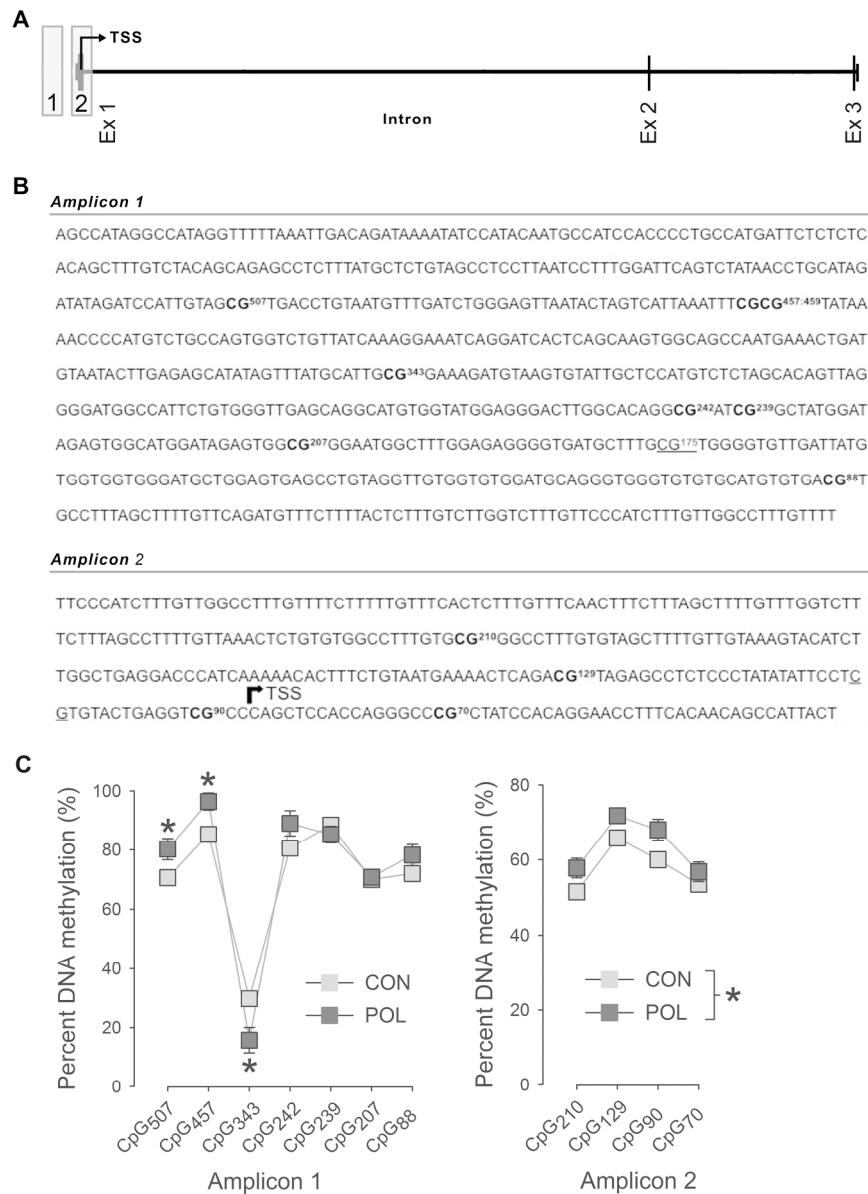 A
TSS
1
2
Ex 1
Intron
Ex 2
Ex 3
B
Amplicon 1
AGCCATAGGCCATAGGTTTTTAAATTGACAGATAAAATATCCATACAATGCCATCCACCCCTGCCATGATTCTCTCTC
ACAGCTTTGTCTACAGCAGAGCCTCTTTATGCTCTGTAGCCTCCTTAATCCTTTGGATTCAGTCTATAACCTGCATAG
ATATAGATCCATTGTAGCG507TTGACCTGTAATGTTTGATCTGGGAGTTAATACTAGTCATTAAATTTCGCG457:459TATAA
AACCCCATGTCTGCCAGTGGTCTGTTATCAAAGGAAATCAGGATCACTCAGCAAGTGGCAGCCAATGAAACTGAT
GTAATACTTGAGAGCATATAGTTTATGCATTGCG343GAAAGATGTAAGTGTATTGCTCCATGTCTCTAGCACAGTTAG
GGGATGGCCATTCTGTGGGTTGAGCAGGCATGTGGTATGGAGGGACTTGGCACAGGCG242ATCG239GCTATGGAT
AGAGTGGCATGGATAGAGTGGCG207GGAATGGCTTTGGAGAGGGGTGATGCTTTGCG175TGGGGTGTTGATTATG
TGGTGGTGGGATGCTGGAGTGAGCCTGTAGGTTGTGGTGTGGATGCAGGGTGGGTGTGTGCATGTGTGACG88T
GCCTTTAGCTTTTGTTCAGATGTTTCTTTTACTCTTTGTCTTGGTCTTTGTTCCCATCTTTGTTGGCCTTTGTTTT
Amplicon 2
TTCCCATCTTTGTTGGCCTTTGTTTTCTTTTTGTTTCACTCTTTGTTTCAACTTTCTTTAGCTTTTGTTTGGTCTT
TCTTTAGCCTTTTGTTAAACTCTGTGTGGCCTTTGTGCG210GGCCTTTGTGTAGCTTTTGTTGTAAAGTACATCT
TGGCTGAGGACCCATCAAAAACACTTTCTGTAATGAAAACTCAGACG129TAGAGCCTCTCCCTATATATTCCTC
TSS
GTGTACTGAGGTCG90CCCAGCTCCACCAGGGCCCG70CTATCCACAGGAACCTTTCACAACAGCCATTACT
C
Percent DNA methylation (%)
100
80
60
40
20
0
*
*
*
CON
POL
CpG507
CpG457
CpG343
CpG242
CpG239
CpG207
CpG88
Amplicon 1
Percent DNA methylation (%)
80
60
40
20
0
CON
POL
*
CpG210
CpG129
CpG90
CpG70
Amplicon 2